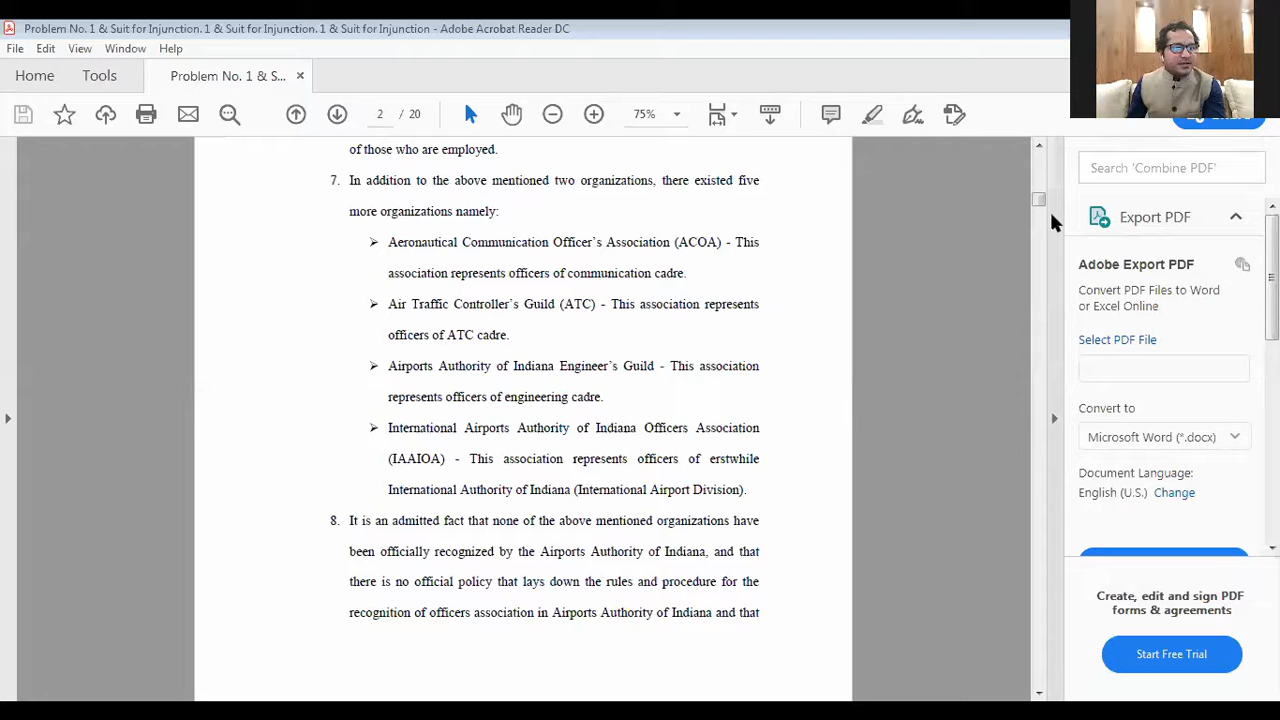 Problem No. 1 & Suit for Injunction. 1 & Suit for Injunction. 1 & Suit for Injunction - Adobe Acrobat Reader DC
File Edit View Window Help
Home Tools Problem No. 1 & S... ×
2 / 20 75%
of those who are employed.
7. In addition to the above mentioned two organizations, there existed five
more organizations namely:
➢ Aeronautical Communication Officer's Association (ACOA) - This
association represents officers of communication cadre.
➢ Air Traffic Controller's Guild (ATC) - This association represents
officers of ATC cadre.
➢ Airports Authority of Indiana Engineer's Guild - This association
represents officers of engineering cadre.
➢ International Airports Authority of Indiana Officers Association
(IAAIOA) - This association represents officers of erstwhile
International Authority of Indiana (International Airport Division).
8. It is an admitted fact that none of the above mentioned organizations have
been officially recognized by the Airports Authority of Indiana, and that
there is no official policy that lays down the rules and procedure for the
recognition of officers association in Airports Authority of Indiana and that
Search 'Combine PDF'
Export PDF
Adobe Export PDF
Convert PDF Files to Word
or Excel Online
Select PDF File
Convert to
Microsoft Word (*.docx)
Document Language:
English (U.S.) Change
Create, edit and sign PDF
forms & agreements
Start Free Trial